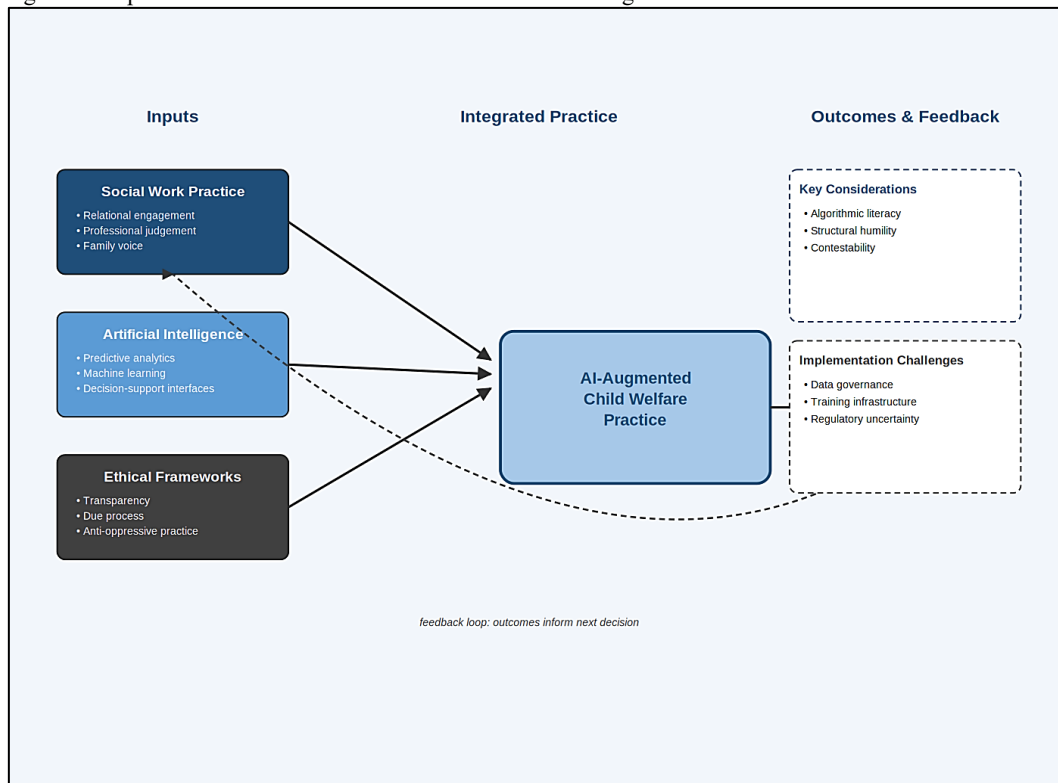 Inputs
Integrated Practice
Outcomes & Feedback
Social Work Practice
• Relational engagement
• Professional judgement
• Family voice
Artificial Intelligence
• Predictive analytics
• Machine learning
• Decision-support interfaces
Ethical Frameworks
• Transparency
• Due process
• Anti-oppressive practice
AI-Augmented
Child Welfare
Practice
Key Considerations
• Algorithmic literacy
• Structural humility
• Contestability
Implementation Challenges
• Data governance
• Training infrastructure
• Regulatory uncertainty
feedback loop: outcomes inform next decision